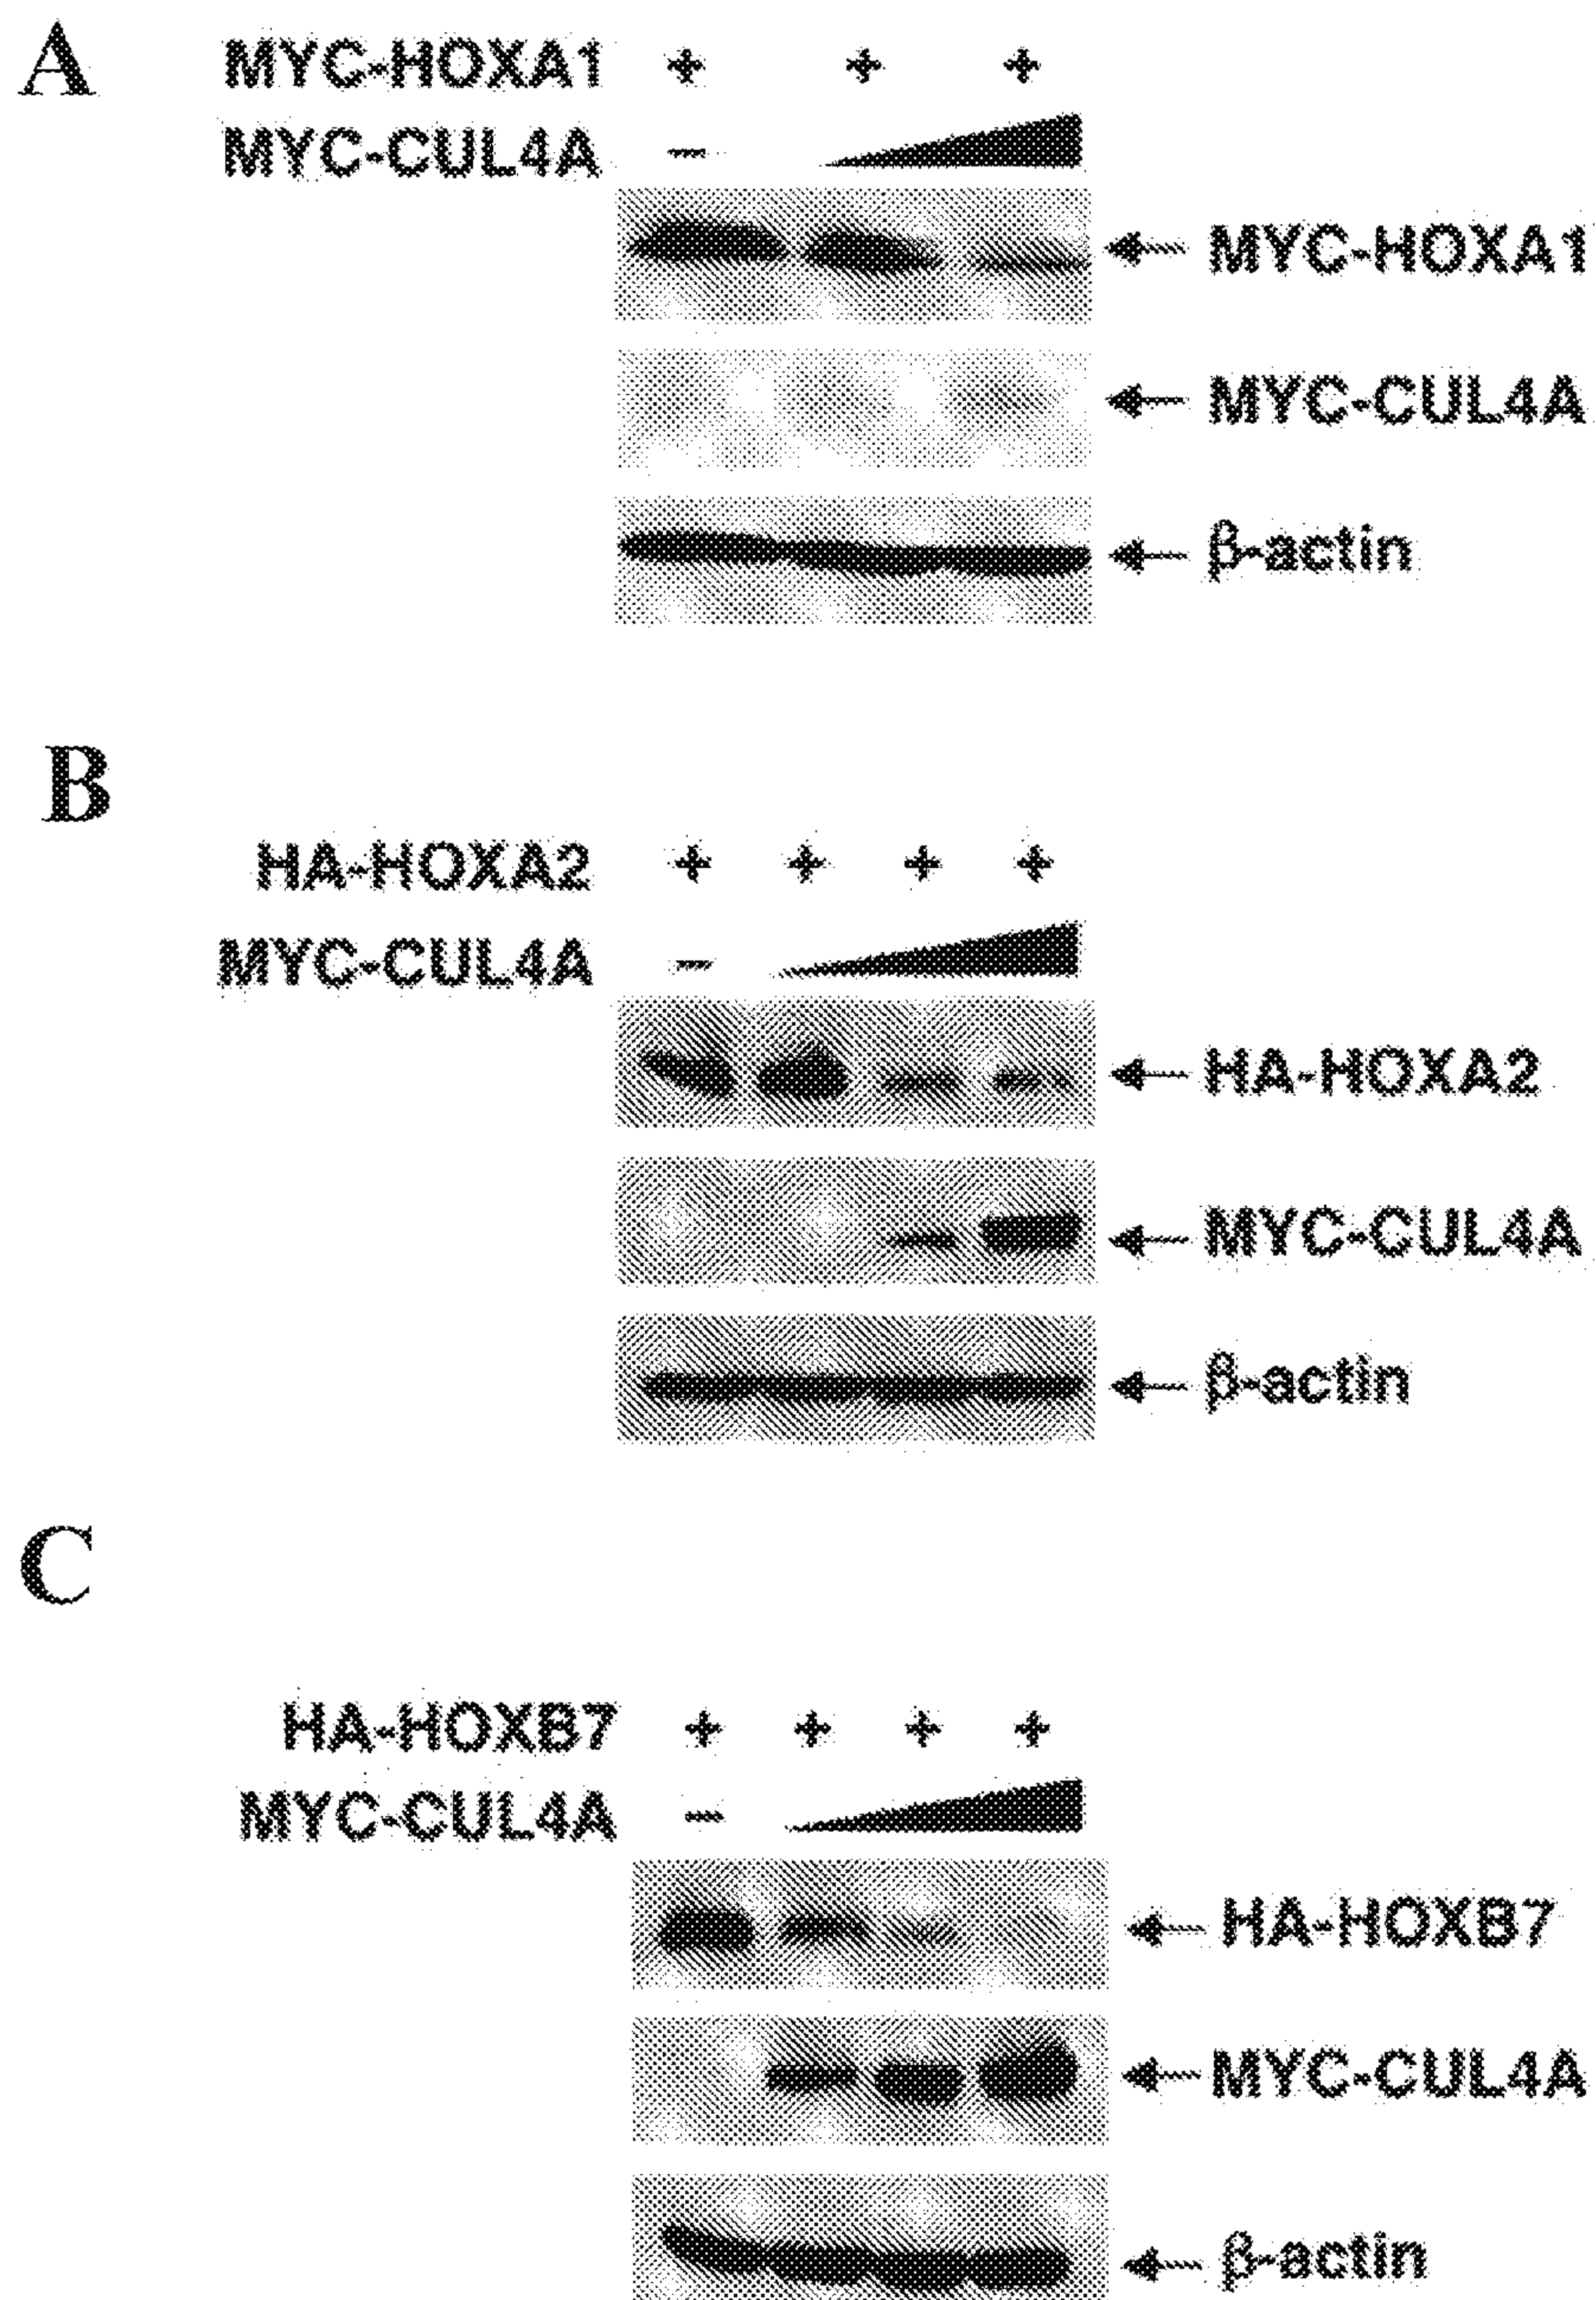 A
MYC-HOXA1 + + +
MYC-CUL4A –
MYC-HOXA1
MYC-CUL4A
β-actin
B
HA-HOXA2 + + + +
MYC-CUL4A –
HA-HOXA2
MYC-CUL4A
β-actin
C
HA-HOXB7 + + + +
MYC-CUL4A –
HA-HOXB7
MYC-CUL4A
β-actin